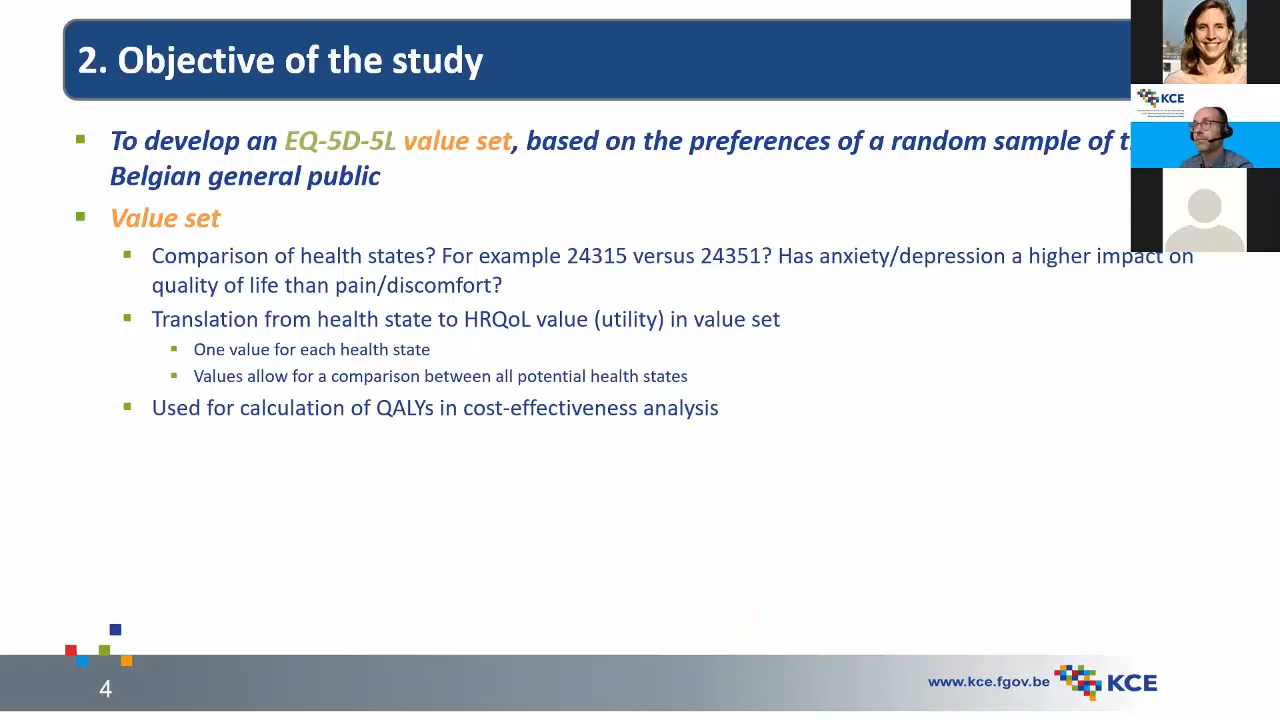 2. Objective of the study
To develop an EQ-5D-5L value set, based on the preferences of a random sample of
Belgian general public
Value set
Comparison of health states? For example 24315 versus 24351? Has anxiety/depression a higher impact on
quality of life than pain/discomfort?
Translation from health state to HRQoL value (utility) in value set
One value for each health state
Values allow for a comparison between all potential health states
Used for calculation of QALYs in cost-effectiveness analysis
KCE
4
www.kce.fgov.be KCE